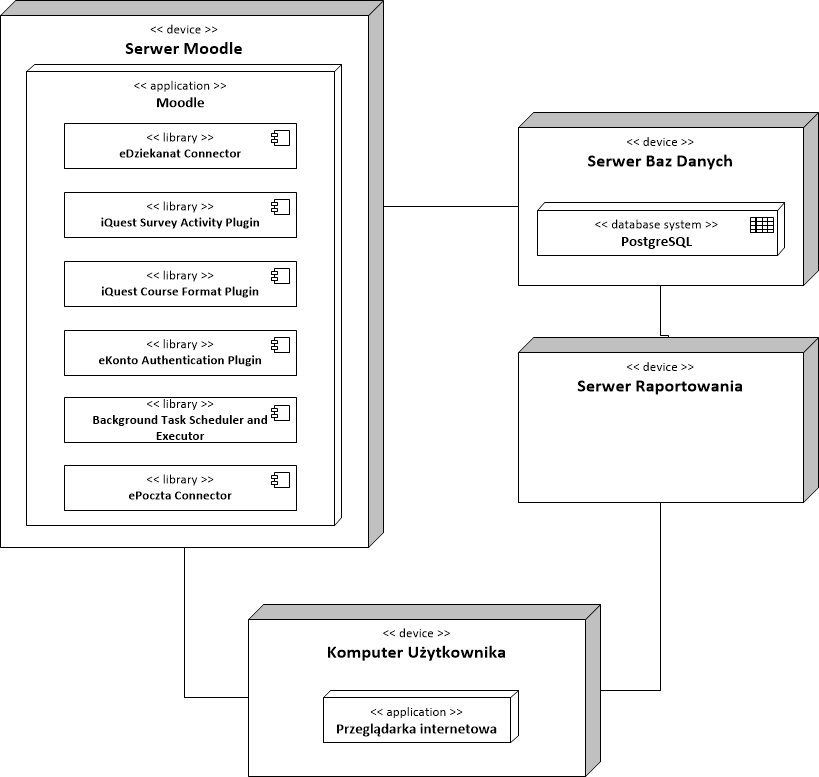 << device >>
Serwer Moodle
<< application >>
Moodle
<< library >>
eDziekanat Connector
<< library >>
iQuest Survey Activity Plugin
<< library >>
iQuest Course Format Plugin
<< library >>
eKonto Authentication Plugin
<< library >>
Background Task Scheduler and
Executor
<< library >>
ePoczta Connector
<< device >>
Serwer Baz Danych
<< database system >>
PostgreSQL
<< device >>
Serwer Raportowania
<< device >>
Komputer Użytkownika
<< application >>
Przeglądarka internetowa